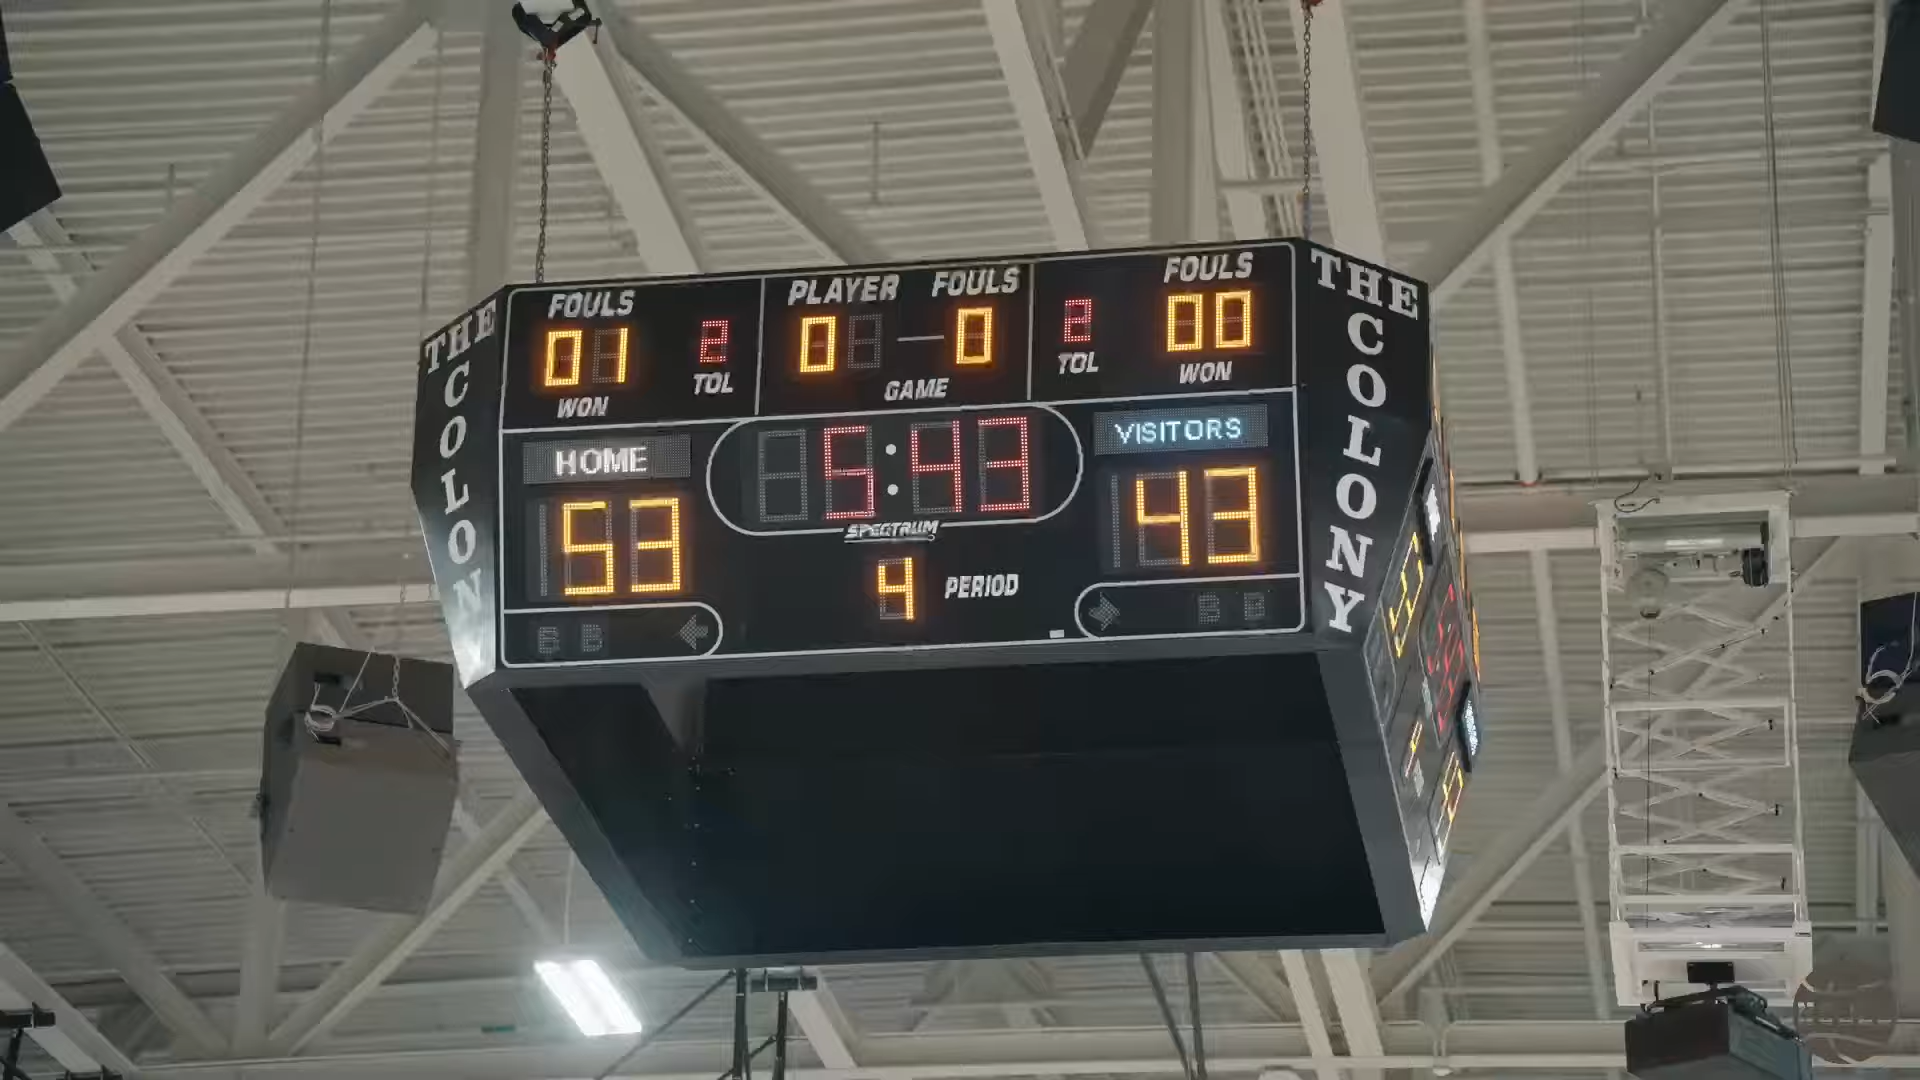 THE COLONY
FOULS
01
WON
2
TOL
PLAYER FOULS
0 — 0
GAME
2
TOL
FOULS
00
WON
HOME
53
5:43
SPECTRUM
4 PERIOD
VISITORS
43
B B
B B
THE COLONY